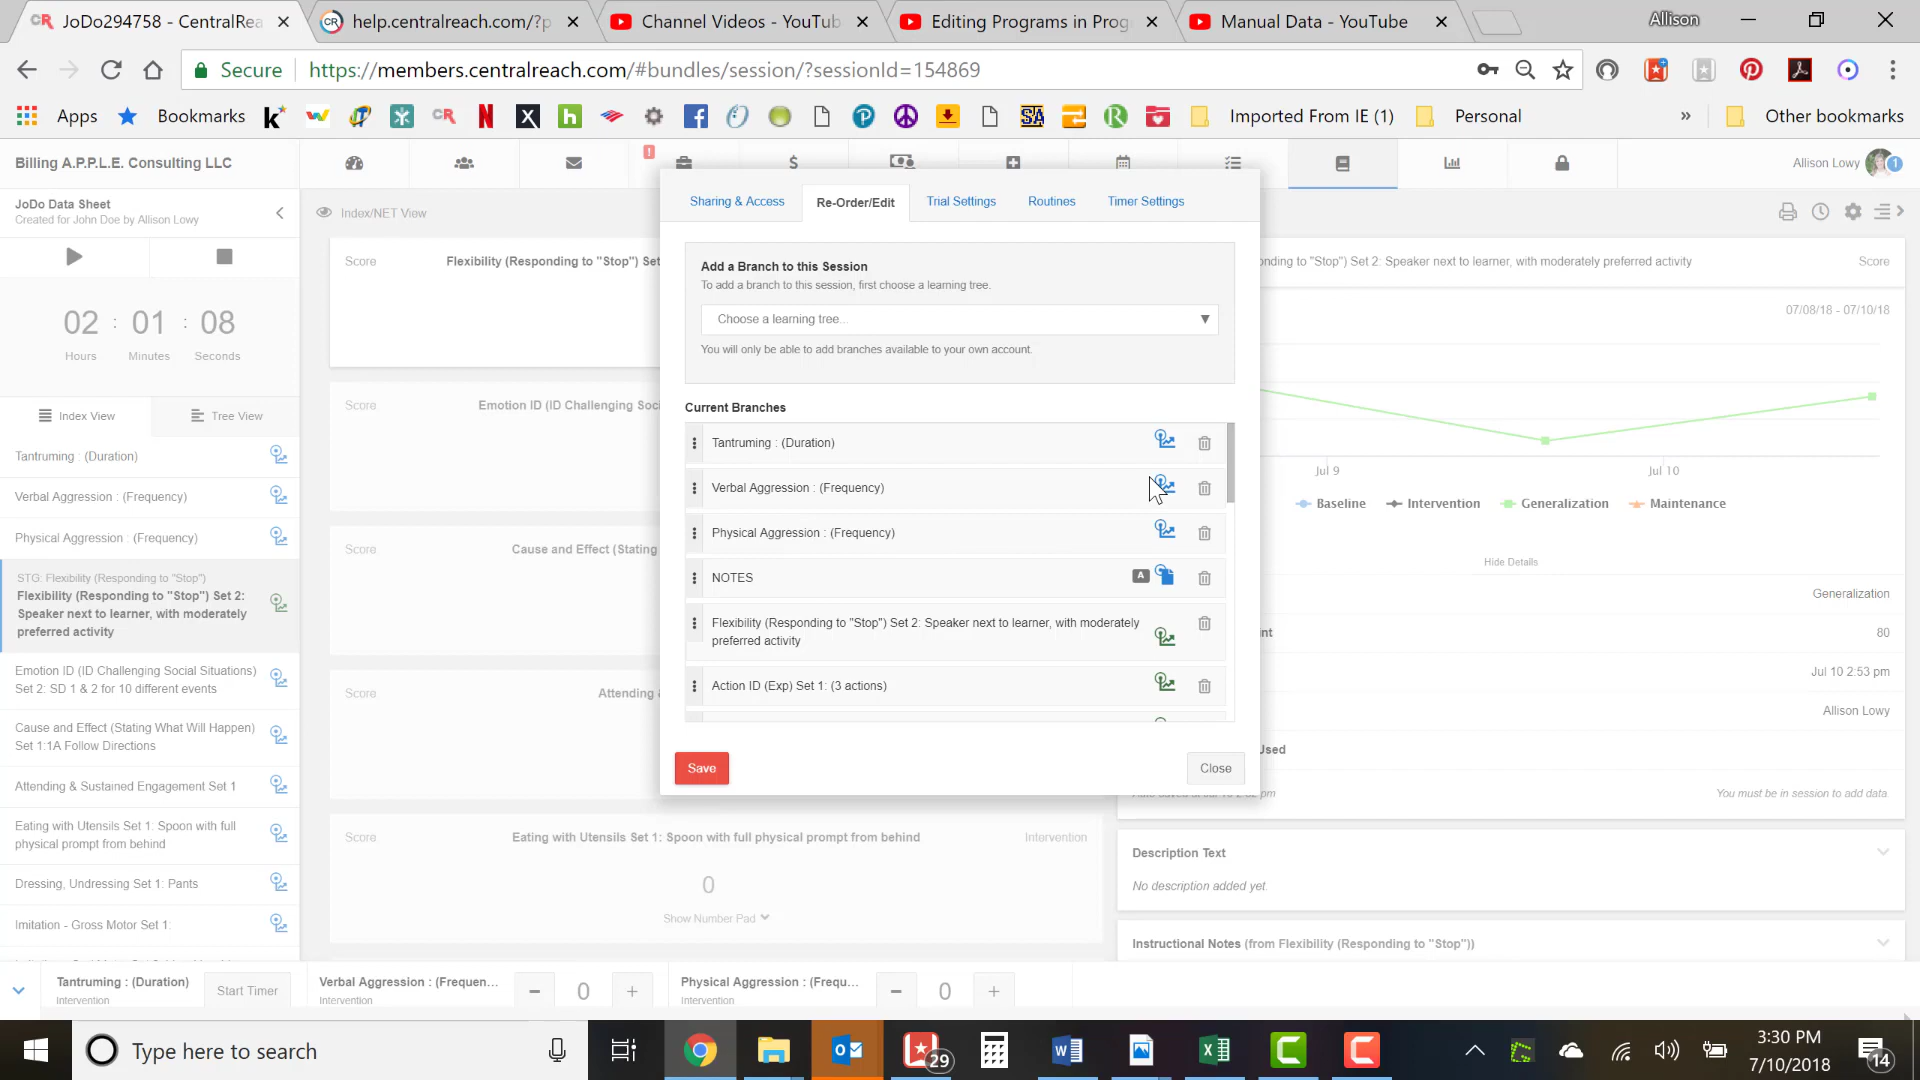 JoDo294758 - CentralRea
help.centralreach.com/?p
Channel Videos - YouTub
Editing Programs in Prog
Manual Data - YouTube
Allison
Secure
https://members.centralreach.com/#bundles/session/?sessionId=154869
Apps
Bookmarks
Imported From IE (1)
Personal
»
Other bookmarks
Billing A.P.P.L.E. Consulting LLC
Allison Lowy
1
JoDo Data Sheet
Created for John Doe by Allison Lowy
Index/NET View
02 : 01 : 08
Hours Minutes Seconds
Index View
Tree View
Tantruming : (Duration)
Verbal Aggression : (Frequency)
Physical Aggression : (Frequency)
STG: Flexibility (Responding to "Stop")
Flexibility (Responding to "Stop") Set 2:
Speaker next to learner, with moderately
preferred activity
Emotion ID (ID Challenging Social Situations)
Set 2: SD 1 & 2 for 10 different events
Cause and Effect (Stating What Will Happen)
Set 1:1A Follow Directions
Attending & Sustained Engagement Set 1
Eating with Utensils Set 1: Spoon with full
physical prompt from behind
Dressing, Undressing Set 1: Pants
Imitation - Gross Motor Set 1:
Score
Flexibility (Responding to "Stop") Set
Score
Emotion ID (ID Challenging Soci
Score
Cause and Effect (Stating
Score
Attending &
Score
Eating with Utensils Set 1: Spoon with full physical prompt from behind
Intervention
0
Show Number Pad
Sharing & Access
Re-Order/Edit
Trial Settings
Routines
Timer Settings
Add a Branch to this Session
To add a branch to this session, first choose a learning tree.
Choose a learning tree...
You will only be able to add branches available to your own account.
Current Branches
Tantruming : (Duration)
Verbal Aggression : (Frequency)
Physical Aggression : (Frequency)
NOTES
A
Flexibility (Responding to "Stop") Set 2: Speaker next to learner, with moderately
preferred activity
Action ID (Exp) Set 1: (3 actions)
Save
Close
onding to "Stop") Set 2: Speaker next to learner, with moderately preferred activity
Score
07/08/18 - 07/10/18
Jul 9
Jul 10
Baseline
Intervention
Generalization
Maintenance
Hide Details
Generalization
int
80
Jul 10 2:53 pm
Allison Lowy
Used
You must be in session to add data.
Description Text
No description added yet.
Instructional Notes (from Flexibility (Responding to "Stop"))
Tantruming : (Duration)
Intervention
Start Timer
Verbal Aggression : (Frequen...
Intervention
0
Physical Aggression : (Frequ...
Intervention
0
Type here to search
29
3:30 PM
7/10/2018
14